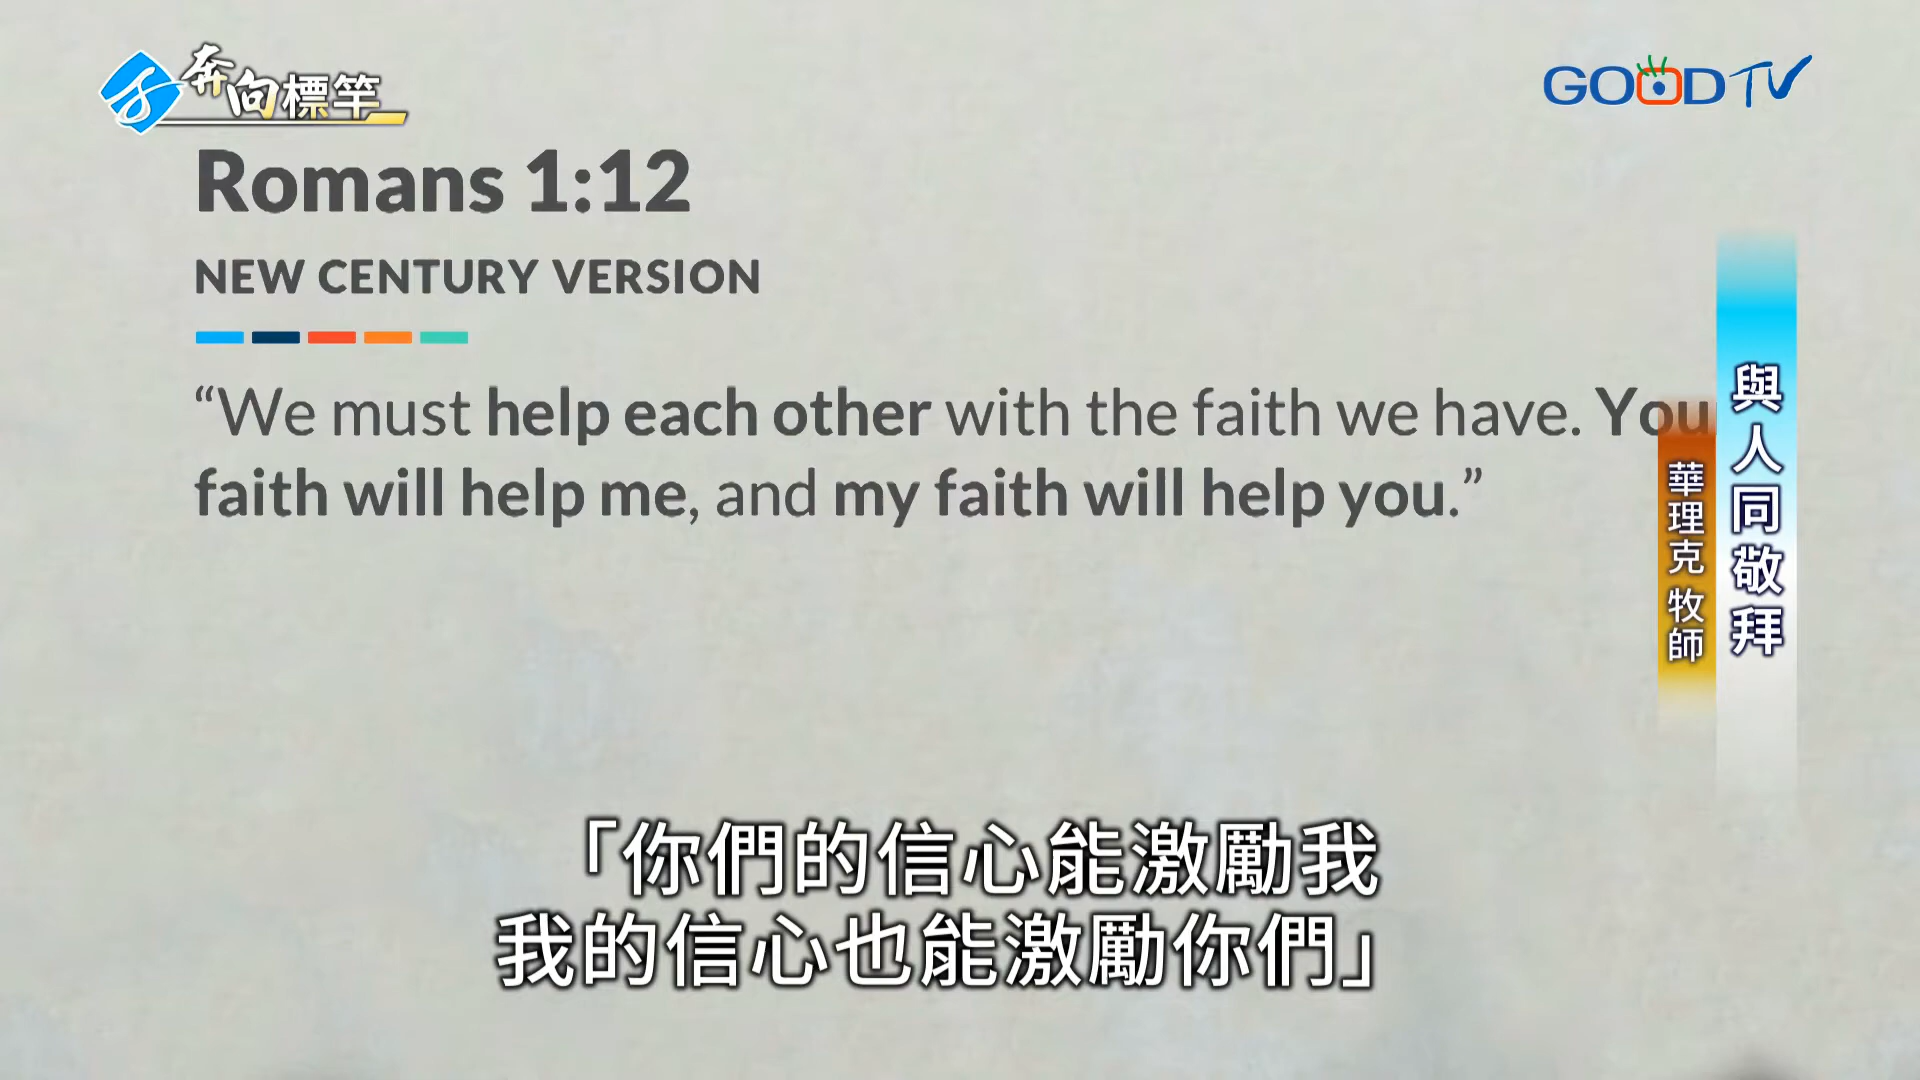 奔向標竿
GOOD TV
Romans 1:12
NEW CENTURY VERSION
“We must help each other with the faith we have. You
faith will help me, and my faith will help you.”
與人同敬拜
華理克 牧師
「你們的信心能激勵我
我的信心也能激勵你們」